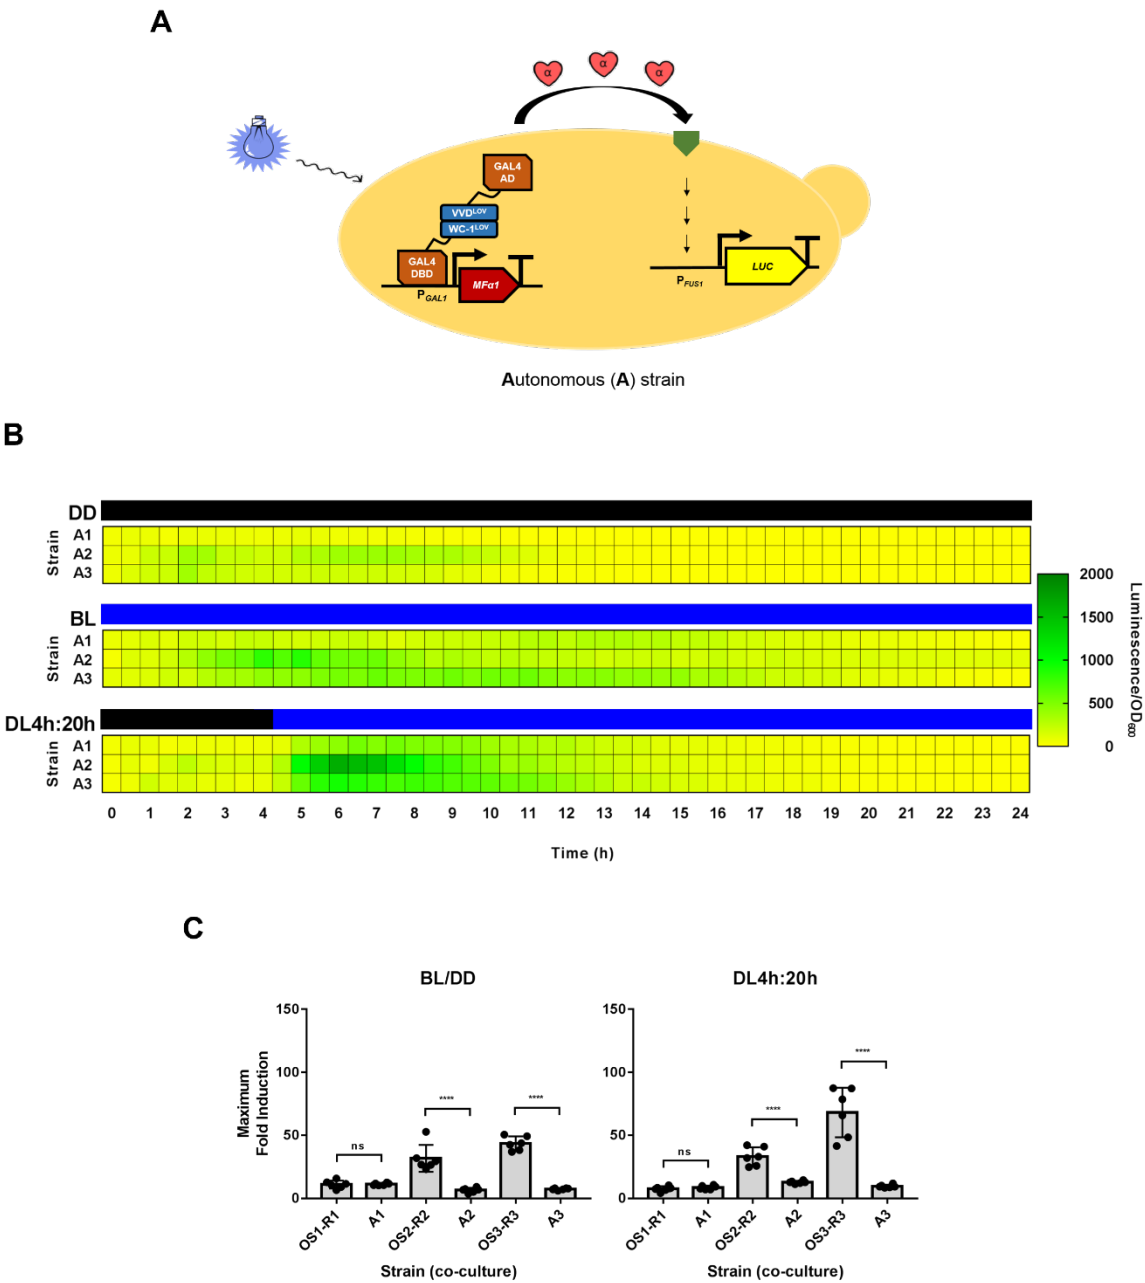 A
α α α
GAL4
AD
VVDᴸᴼⱽ
WC-1ᴸᴼⱽ
GAL4
DBD
MFα1
P_GAL1
LUC
P_FUS1
Autonomous (A) strain
B
DD
Strain
A1
A2
A3
BL
Strain
A1
A2
A3
DL4h:20h
Strain
A1
A2
A3
0 1 2 3 4 5 6 7 8 9 10 11 12 13 14 15 16 17 18 19 20 21 22 23 24
Time (h)
2000
1500
1000
500
0
Luminescence/OD₆₀₀
C
BL/DD
Maximum
Fold Induction
150
100
50
0
ns
****
****
OS1-R1 A1 OS2-R2 A2 OS3-R3 A3
Strain (co-culture)
DL4h:20h
150
100
50
0
ns
****
****
OS1-R1 A1 OS2-R2 A2 OS3-R3 A3
Strain (co-culture)